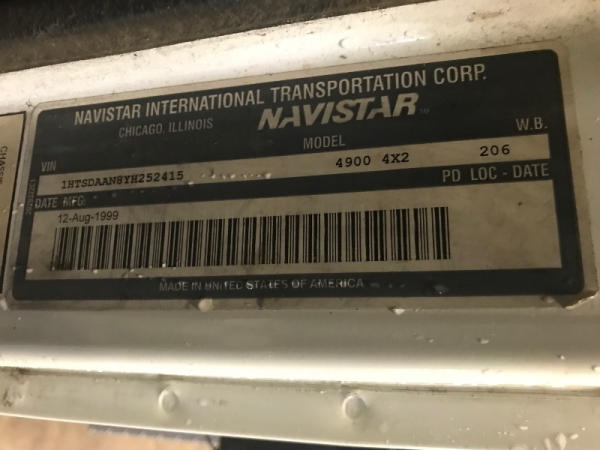 NAVISTAR INTERNATIONAL TRANSPORTATION CORP.
CHICAGO, ILLINOIS NAVISTAR
VIN MODEL W.B.
1HTSDAAN8YH252415 4900 4X2 206
DATE MFG. PD LOC - DATE
12-Aug-1999
MADE IN UNITED STATES OF AMERICA
CHASSIS